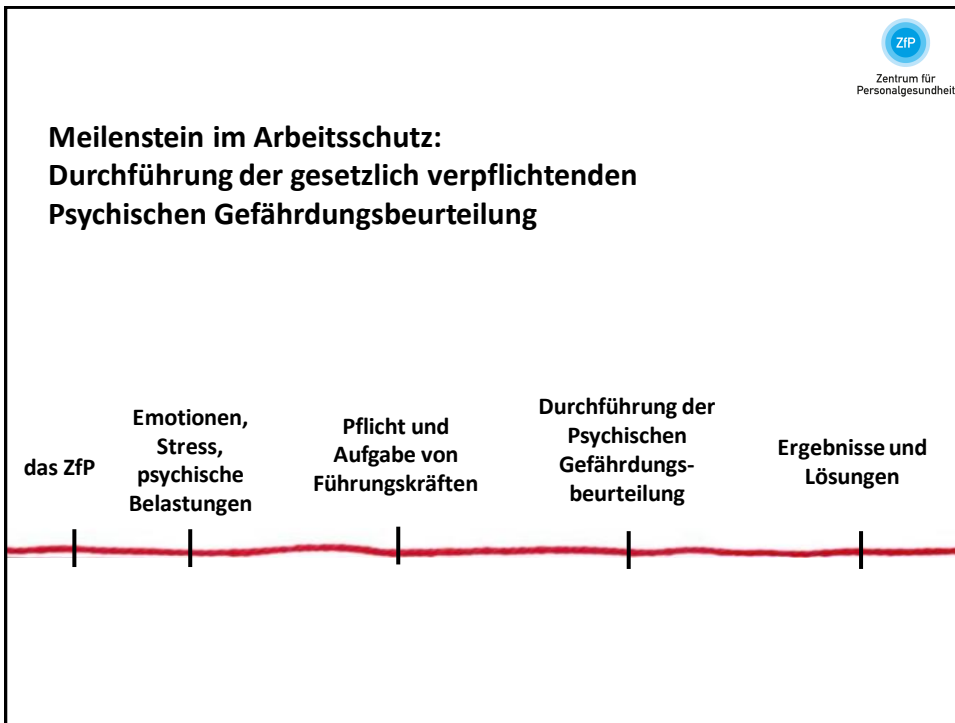 ZfP
Zentrum für
Personalgesundheit
Meilenstein im Arbeitsschutz:
Durchführung der gesetzlich verpflichtenden
Psychischen Gefährdungsbeurteilung
das ZfP
Emotionen,
Stress,
psychische
Belastungen
Pflicht und
Aufgabe von
Führungskräften
Durchführung der
Psychischen
Gefährdungs-
beurteilung
Ergebnisse und
Lösungen